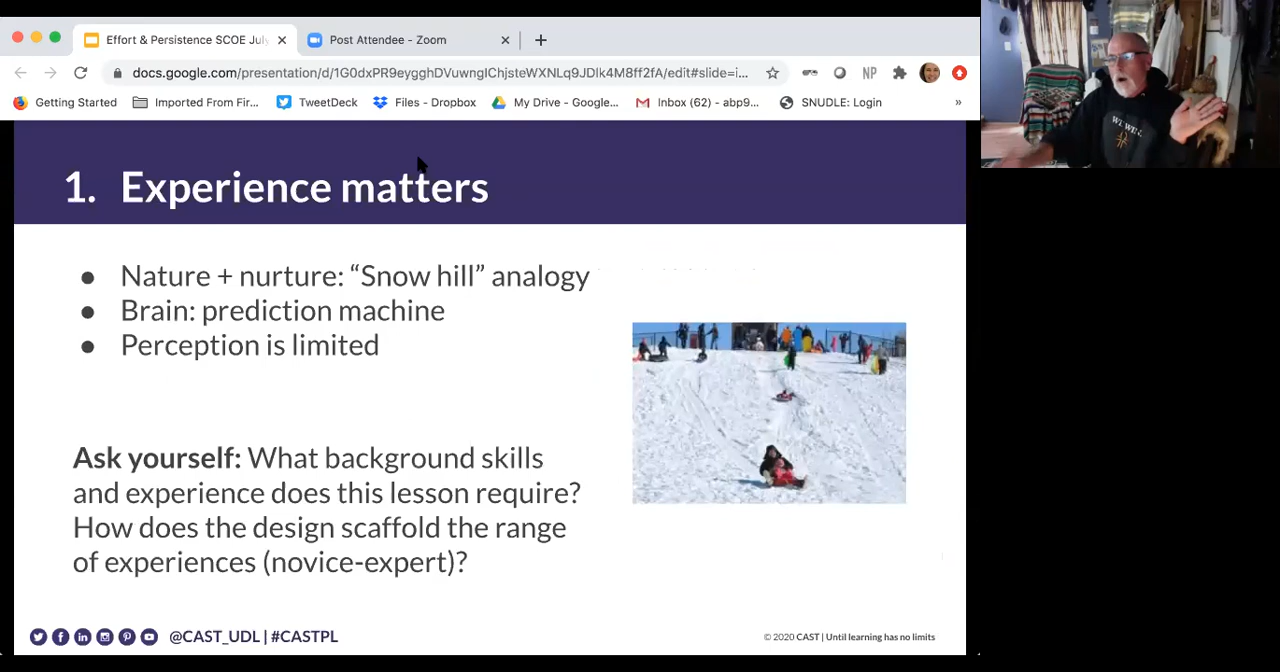 Effort & Persistence SCOE July
Post Attendee - Zoom
docs.google.com/presentation/d/1G0dxPR9eygghDVuwngIChjsteWXNLq9JDlk4M8ff2fA/edit#slide=i...
NP
Getting Started
Imported From Fir...
TweetDeck
Files - Dropbox
My Drive - Google...
Inbox (62) - abp9...
SNUDLE: Login
»
1. Experience matters
● Nature + nurture: “Snow hill” analogy
● Brain: prediction machine
● Perception is limited
Ask yourself: What background skills
and experience does this lesson require?
How does the design scaffold the range
of experiences (novice-expert)?
@CAST_UDL | #CASTPL
© 2020 CAST | Until learning has no limits